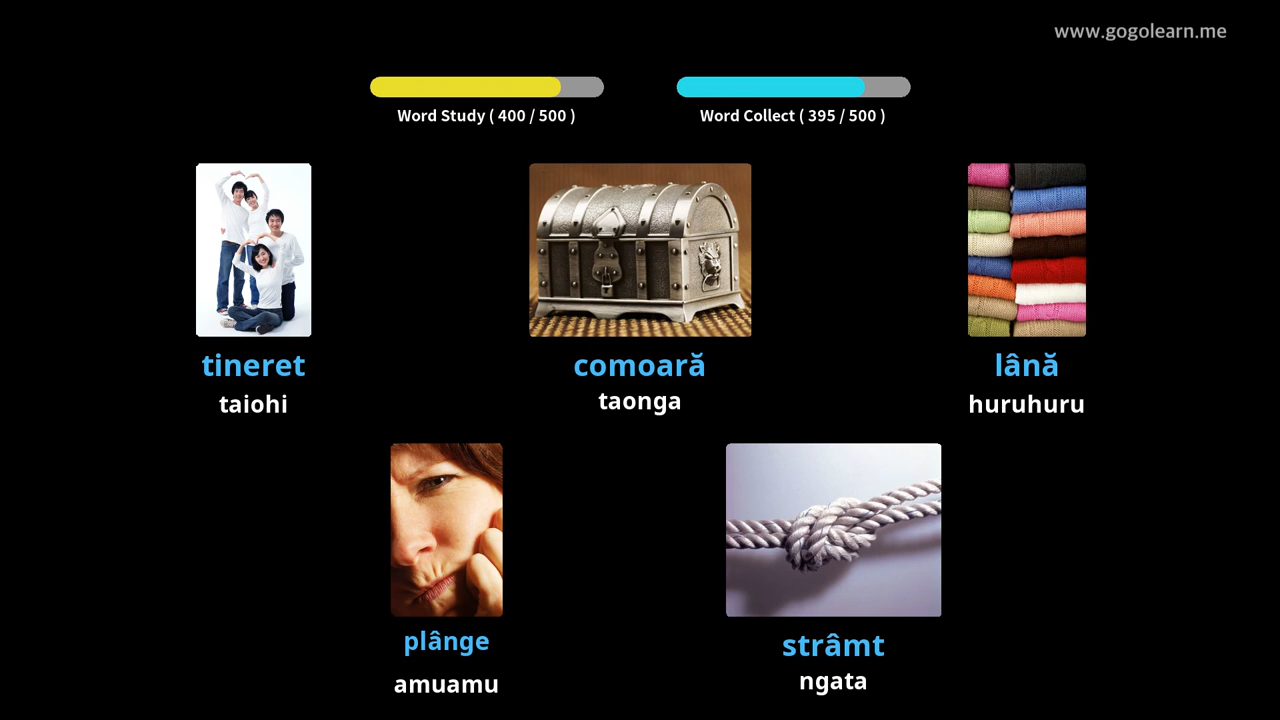 www.gogolearn.me
Word Study ( 400 / 500 )
Word Collect ( 395 / 500 )
tineret
taiohi
comoară
taonga
lână
huruhuru
plânge
amuamu
strâmt
ngata